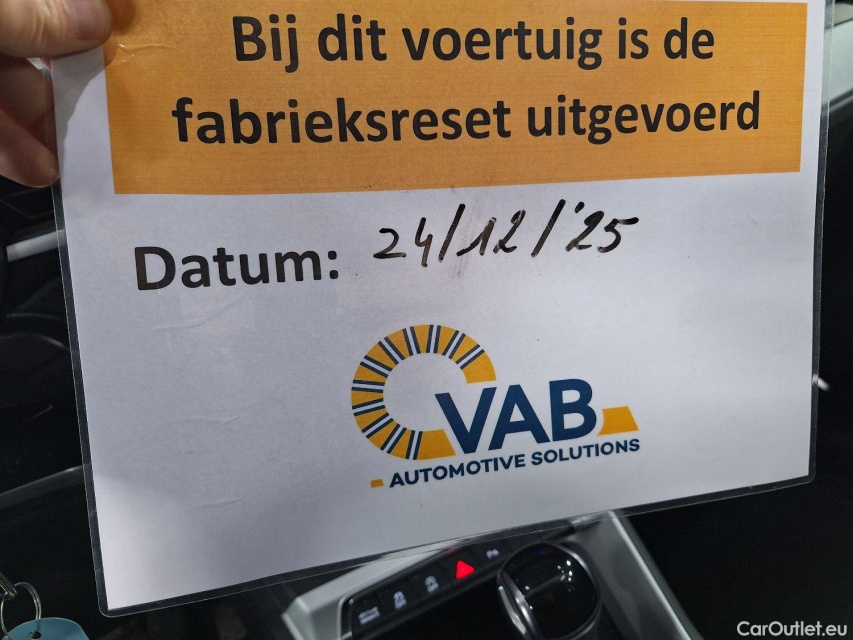 Bij dit voertuig is de
fabrieksreset uitgevoerd
Datum: 24/12/'25
VAB
AUTOMOTIVE SOLUTIONS
CarOutlet.eu